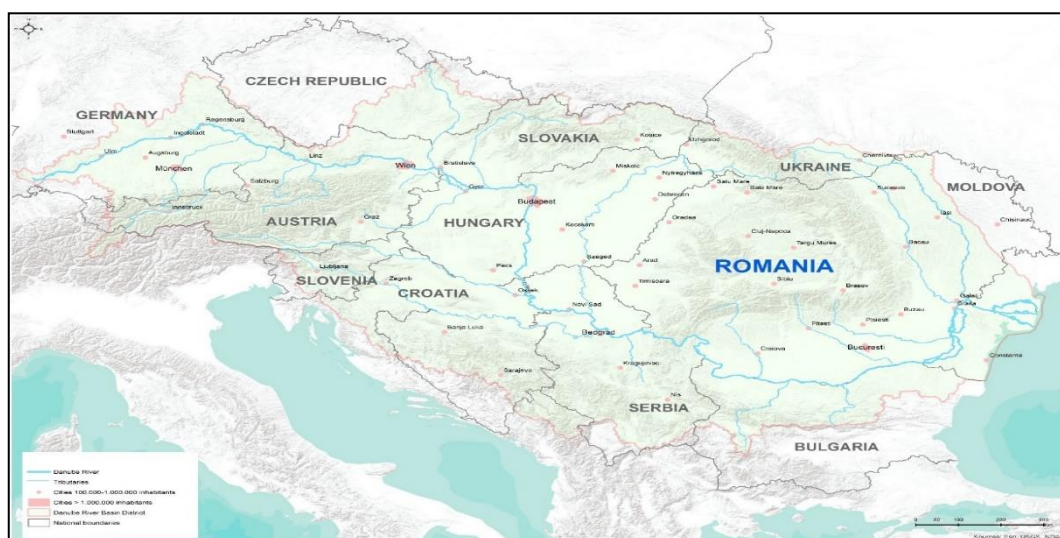 CZECH REPUBLIC
GERMANY
Stuttgart
Regensburg
Ingolstadt
Ulm
Augsburg
München
Linz
Wien
Salzburg
Innsbruck
AUSTRIA
Graz
SLOVAKIA
Kosice
Bratislava
Gyor
Uzhgorod
UKRAINE
Chernivtsi
MOLDOVA
Chisinau
Miskolc
Nyiregyhaza
Satu Mare
Baia Mare
Suceava
Debrecen
Budapest
HUNGARY
Oradea
Iasi
Kecskem
Cluj-Napoca
Bacau
Targu Mures
Szeged
Arad
Pecs
ROMANIA
Ljubljana
SLOVENIA
Zagreb
CROATIA
Osijek
Timisoara
Sibiu
Brasov
Galati
Braila
Novi Sad
Buzau
Ploiesti
Pitesti
Banja Luka
Beograd
Bucuresti
Craiova
Constanta
Kragujevac
Sarajevo
Nis
SERBIA
BULGARIA
Danube River
Tributaries
Cities 100.000-1.000.000 inhabitants
Cities > 1.000.000 inhabitants
Danube River Basin District
National boundaries